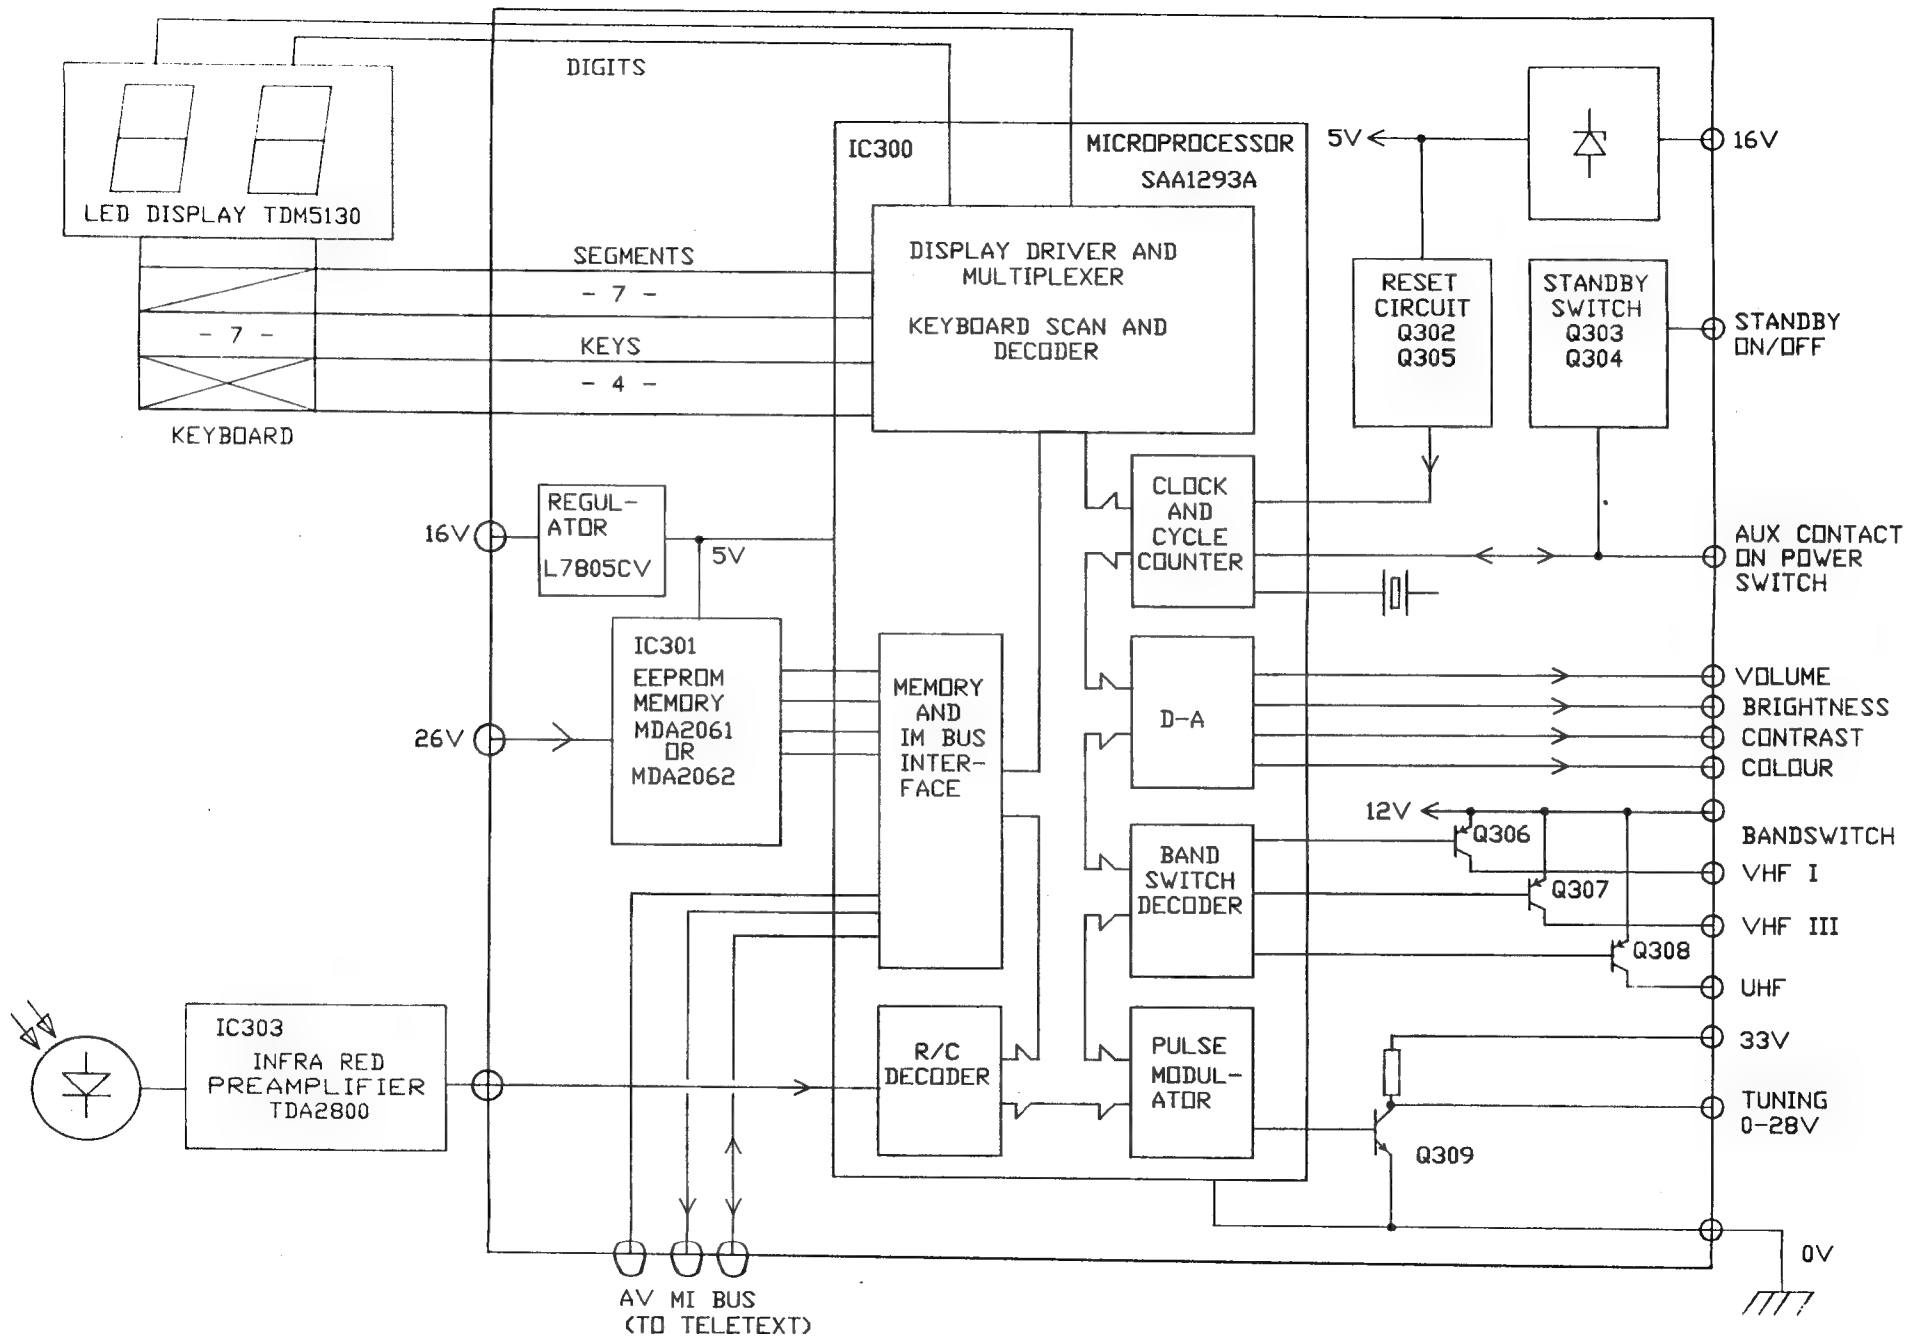 DIGITS
LED DISPLAY TDM5130
SEGMENTS
- 7 -
- 7 -
KEYS
- 4 -
KEYBOARD
IC300
MICROPROCESSOR
SAA1293A
DISPLAY DRIVER AND
MULTIPLEXER
KEYBOARD SCAN AND
DECODER
5V
16V
RESET
CIRCUIT
Q302
Q305
STANDBY
SWITCH
Q303
Q304
STANDBY
ON/OFF
16V
REGUL-
ATOR
L7805CV
5V
CLOCK
AND
CYCLE
COUNTER
AUX CONTACT
ON POWER
SWITCH
26V
IC301
EEPROM
MEMORY
MDA2061
OR
MDA2062
MEMORY
AND
IM BUS
INTER-
FACE
D-A
VOLUME
BRIGHTNESS
CONTRAST
COLOUR
12V
Q306
BANDSWITCH
BAND
SWITCH
DECODER
VHF I
Q307
VHF III
Q308
UHF
IC303
INFRA RED
PREAMPLIFIER
TDA2800
R/C
DECODER
PULSE
MODUL-
ATOR
33V
TUNING
0-28V
Q309
0V
AV MI BUS
(TO TELETEXT)